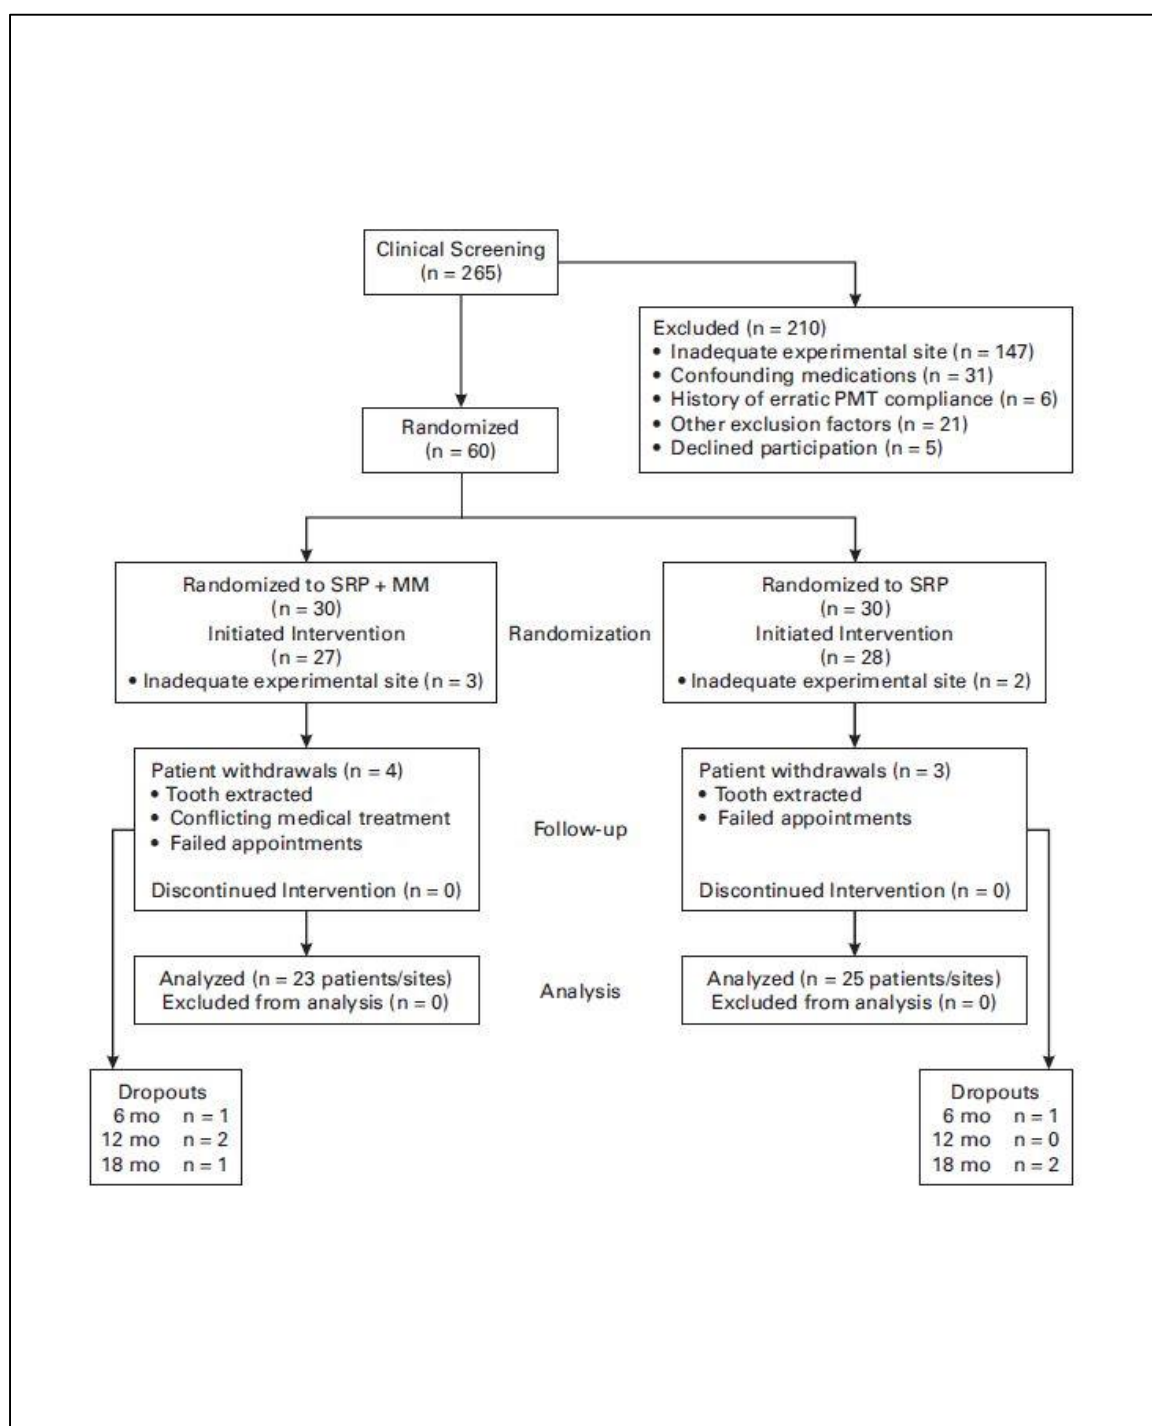 Clinical Screening
(n = 265)
Excluded (n = 210)
• Inadequate experimental site (n = 147)
• Confounding medications (n = 31)
• History of erratic PMT compliance (n = 6)
• Other exclusion factors (n = 21)
• Declined participation (n = 5)
Randomized
(n = 60)
Randomized to SRP + MM
(n = 30)
Initiated Intervention
(n = 27)
• Inadequate experimental site (n = 3)
Randomization
Randomized to SRP
(n = 30)
Initiated Intervention
(n = 28)
• Inadequate experimental site (n = 2)
Patient withdrawals (n = 4)
• Tooth extracted
• Conflicting medical treatment
• Failed appointments
Discontinued Intervention (n = 0)
Follow-up
Patient withdrawals (n = 3)
• Tooth extracted
• Failed appointments
Discontinued Intervention (n = 0)
Analyzed (n = 23 patients/sites)
Excluded from analysis (n = 0)
Analysis
Analyzed (n = 25 patients/sites)
Excluded from analysis (n = 0)
Dropouts
6 mo n = 1
12 mo n = 2
18 mo n = 1
Dropouts
6 mo n = 1
12 mo n = 0
18 mo n = 2